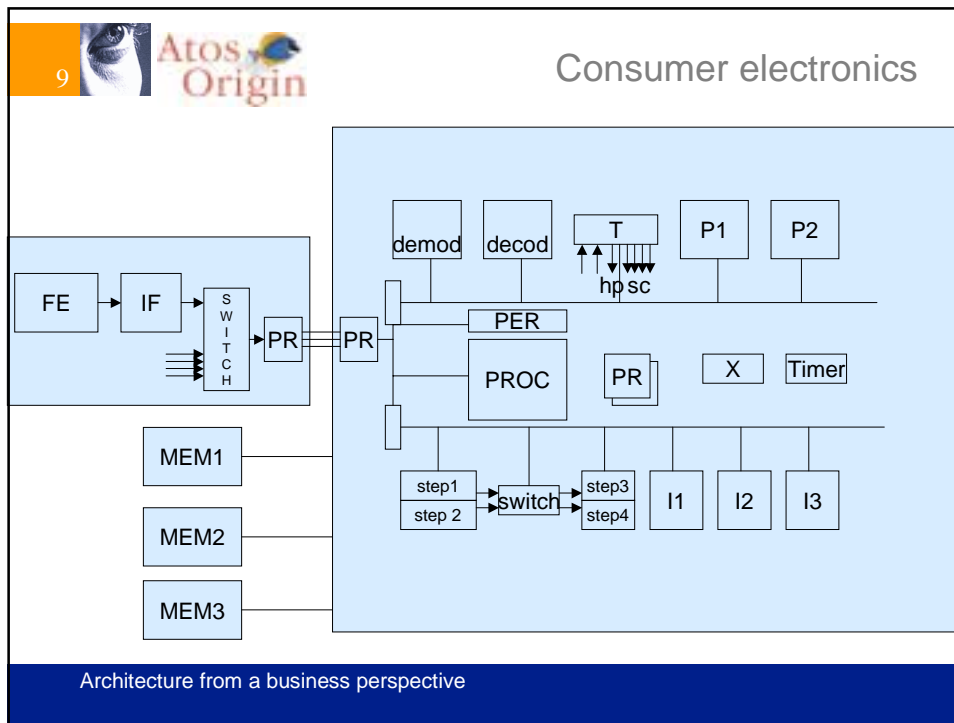 9
Atos
Origin
Consumer electronics
demod
decod
T
P1
P2
hp sc
FE
IF
SWITCH
PR
PR
PER
PROC
PR
X
Timer
MEM1
MEM2
MEM3
step1
step 2
switch
step3
step4
I1
I2
I3
Architecture from a business perspective